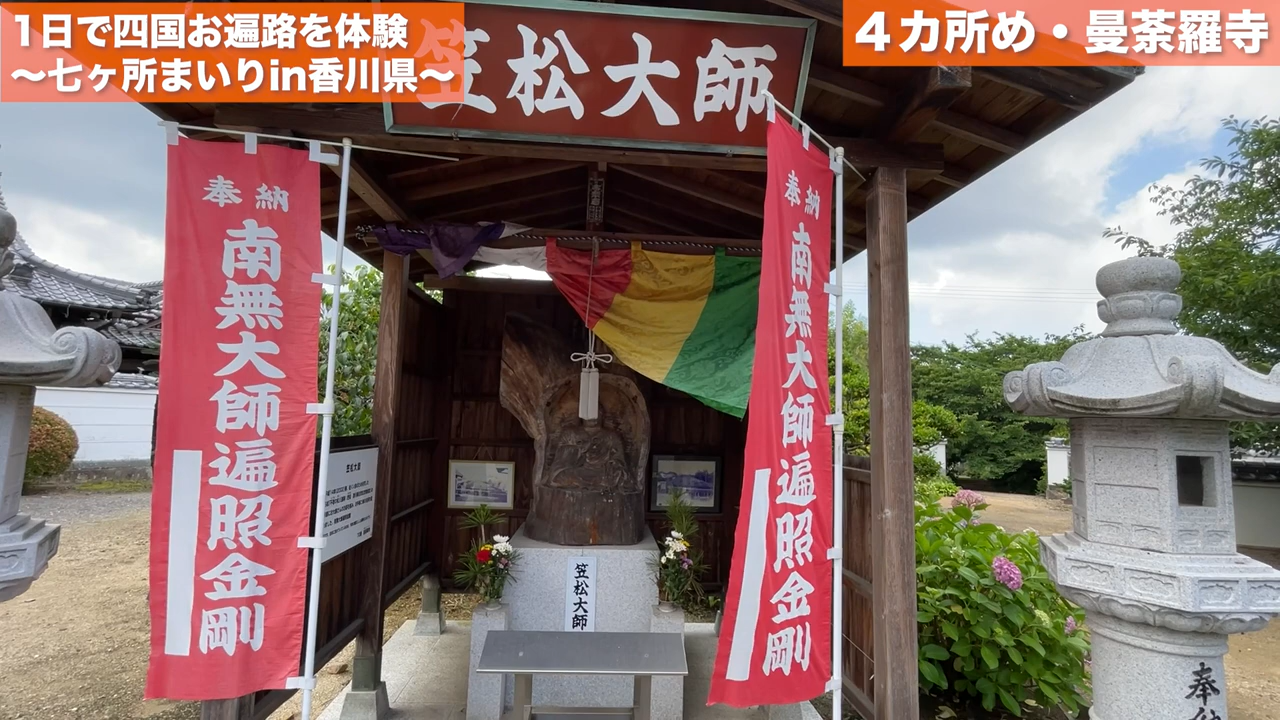 1日で四国お遍路を体験
～七ヶ所まいりin香川県～
４カ所め・曼荼羅寺
笠松大師
奉納
南無大師遍照金剛
奉納
南無大師遍照金剛
笠松大師
笠松大師
奉納